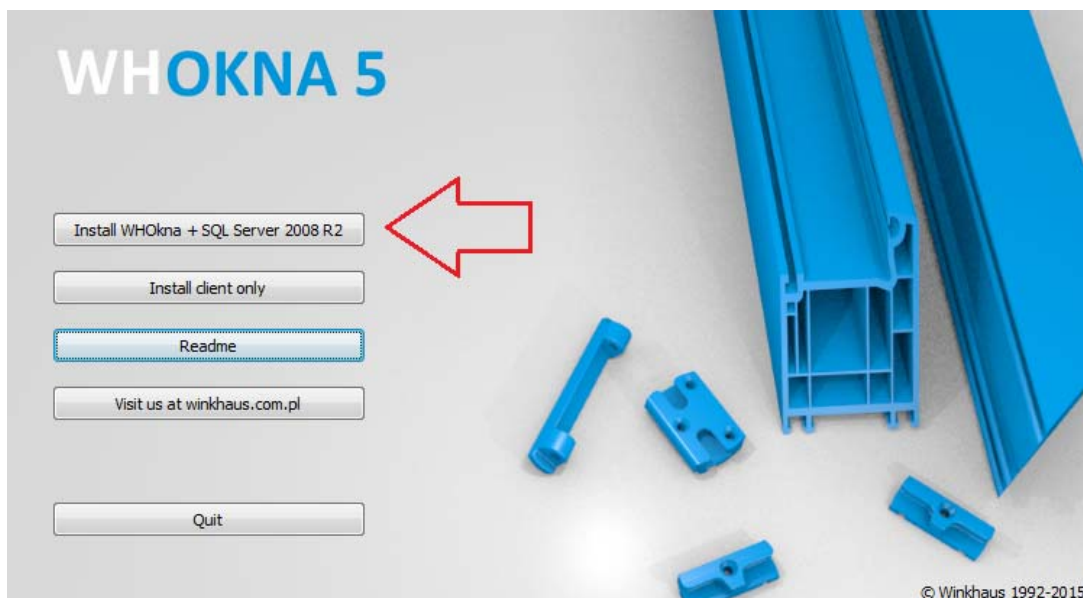 WHOKNA 5
Install WHOkna + SQL Server 2008 R2
Install client only
Readme
Visit us at winkhaus.com.pl
Quit
© Winkhaus 1992-2015